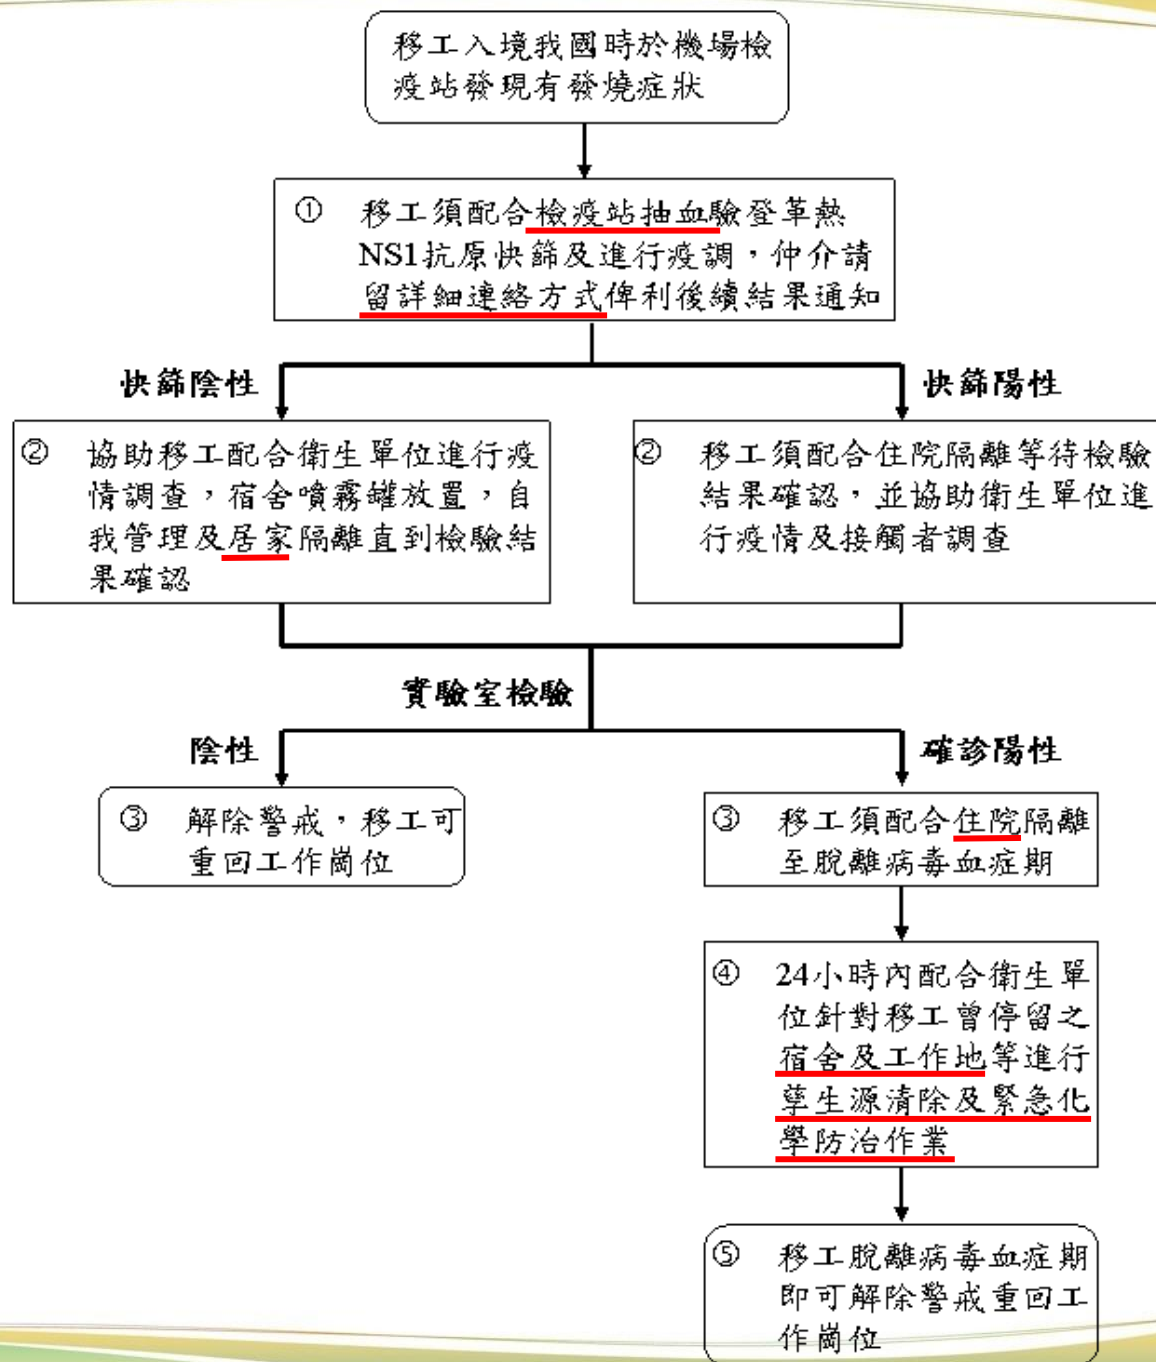 移工入境我國時於機場檢
疫站發現有發燒症狀
① 移工須配合檢疫站抽血驗登革熱
NS1抗原快篩及進行疫調，仲介請
留詳細連絡方式俾利後續結果通知
快篩陰性
快篩陽性
② 協助移工配合衛生單位進行疫
情調查，宿舍噴霧罐放置，自
我管理及居家隔離直到檢驗結
果確認
② 移工須配合住院隔離等待檢驗
結果確認，並協助衛生單位進
行疫情及接觸者調查
實驗室檢驗
陰性
確診陽性
③ 解除警戒，移工可
重回工作崗位
③ 移工須配合住院隔離
至脫離病毒血症期
④ 24小時內配合衛生單
位針對移工曾停留之
宿舍及工作地等進行
孳生源清除及緊急化
學防治作業
⑤ 移工脫離病毒血症期
即可解除警戒重回工
作崗位